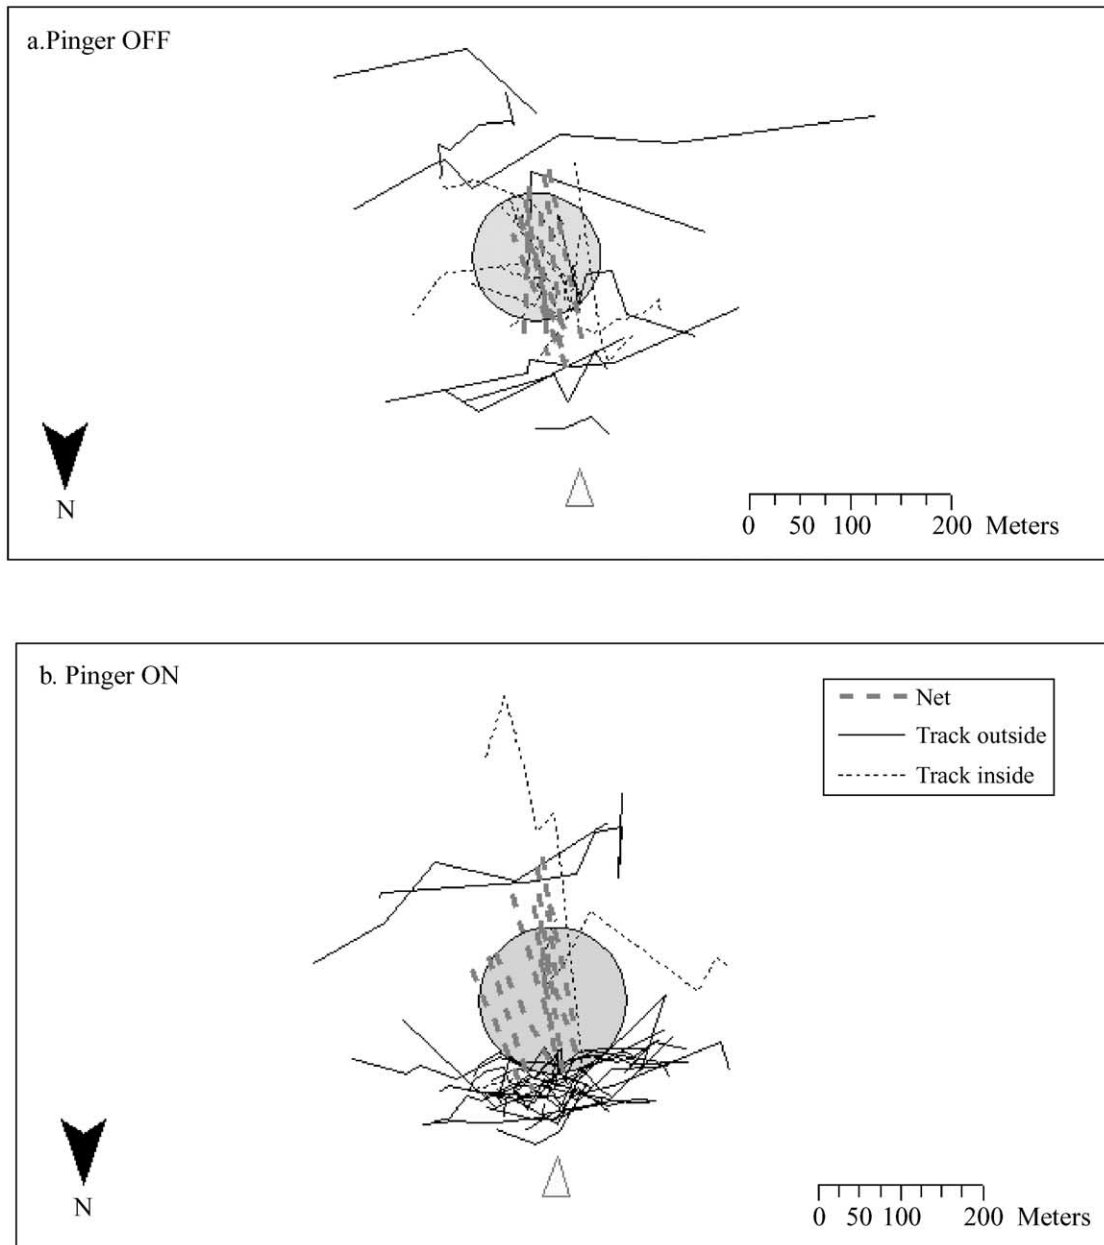 a.Pinger OFF
N
0 50 100 200 Meters
b. Pinger ON
Net
Track outside
Track inside
N
0 50 100 200 Meters